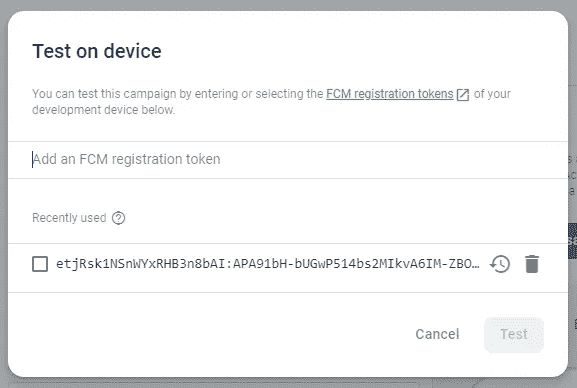 Test on device
You can test this campaign by entering or selecting the FCM registration tokens of your
development device below.
Add an FCM registration token
Recently used
etjRsk1NSnWYxRHB3n8bAI:APA91bH-bUGwP514bs2MIkvA6IM-ZBO…
Cancel
Test